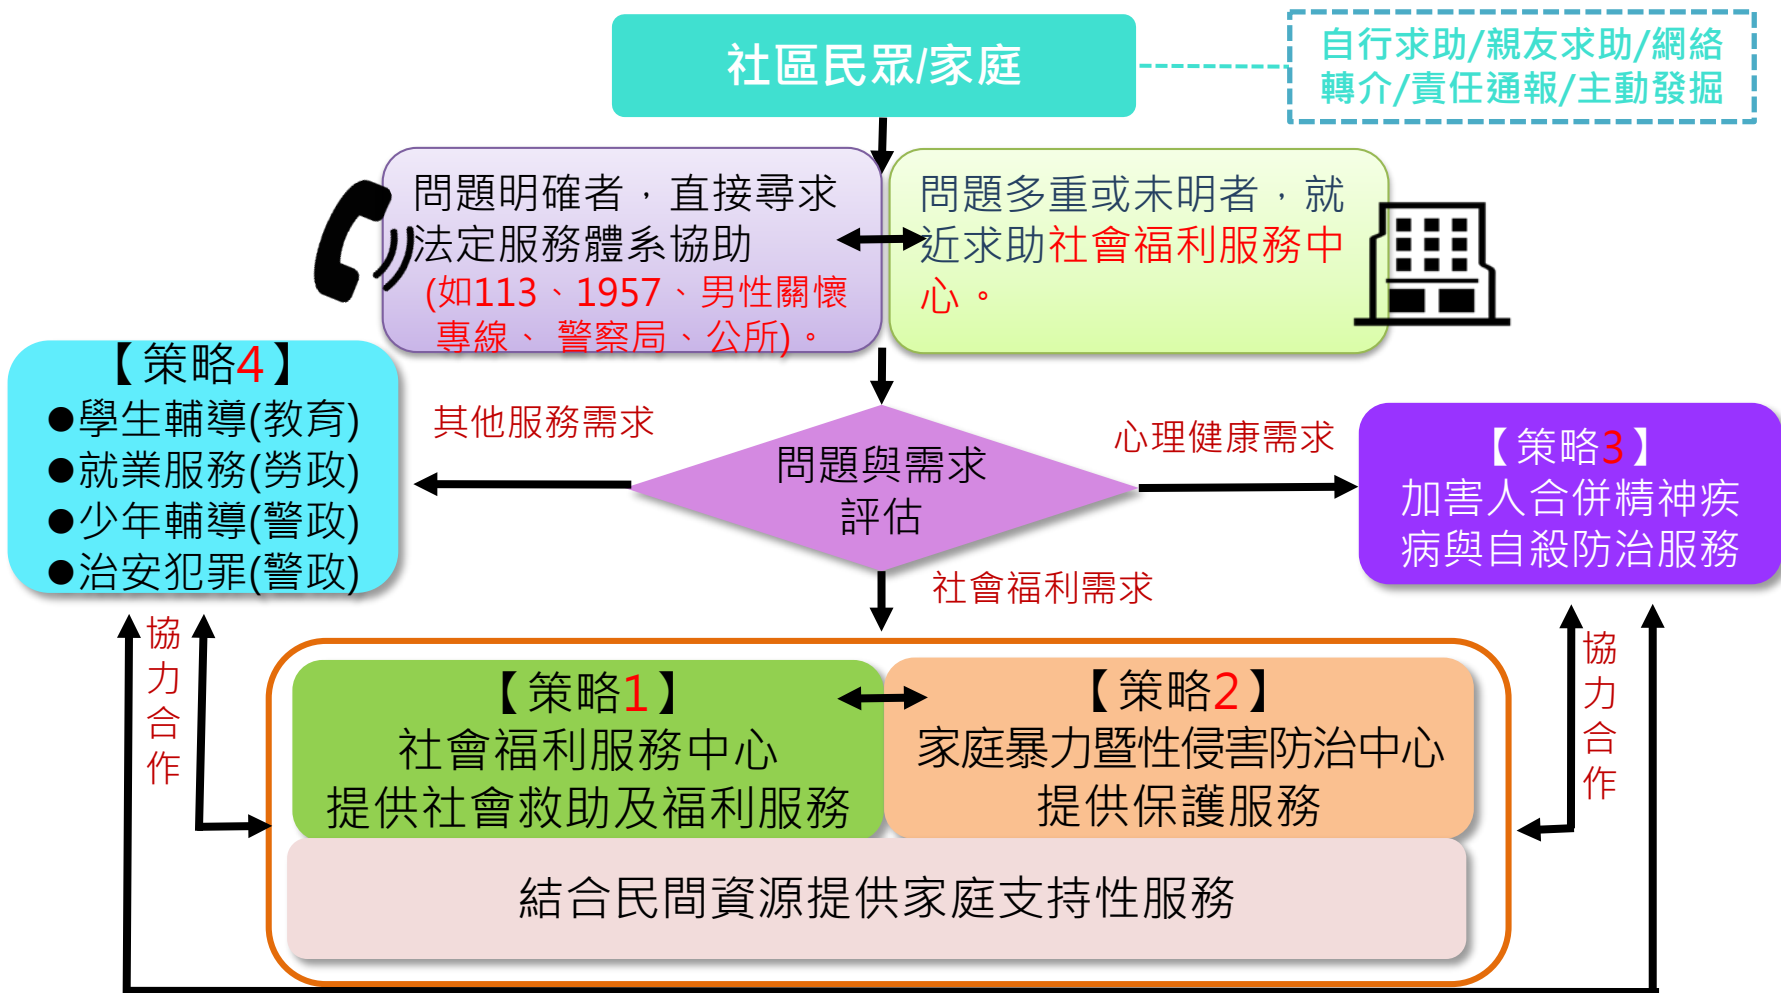 社區民眾/家庭
自行求助/親友求助/網絡
轉介/責任通報/主動發掘
問題明確者，直接尋求
法定服務體系協助
(如113、1957、男性關懷
專線、 警察局、公所)。
問題多重或未明者，就
近求助社會福利服務中
心。
【策略4】
●學生輔導(教育)
●就業服務(勞政)
●少年輔導(警政)
●治安犯罪(警政)
其他服務需求
問題與需求
評估
心理健康需求
【策略3】
加害人合併精神疾
病與自殺防治服務
社會福利需求
協
力
合
作
【策略1】
社會福利服務中心
提供社會救助及福利服務
【策略2】
家庭暴力暨性侵害防治中心
提供保護服務
協
力
合
作
結合民間資源提供家庭支持性服務